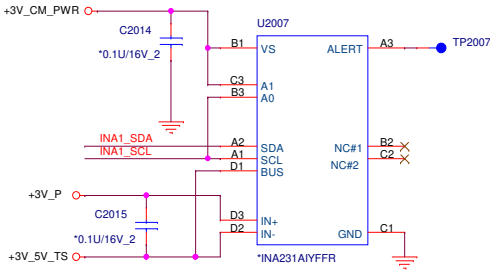 +3V_CM_PWR
C2014
*0.1U/16V_2
U2007
B1 VS ALERT A3 TP2007
C3 A1
B3 A0
INA1_SDA A2 SDA NC#1 B2
INA1_SCL A1 SCL NC#2 C2
D1 BUS
+3V_P
C2015
*0.1U/16V_2
D3 IN+
D2 IN- GND C1
+3V_5V_TS
*INA231AIYFFR